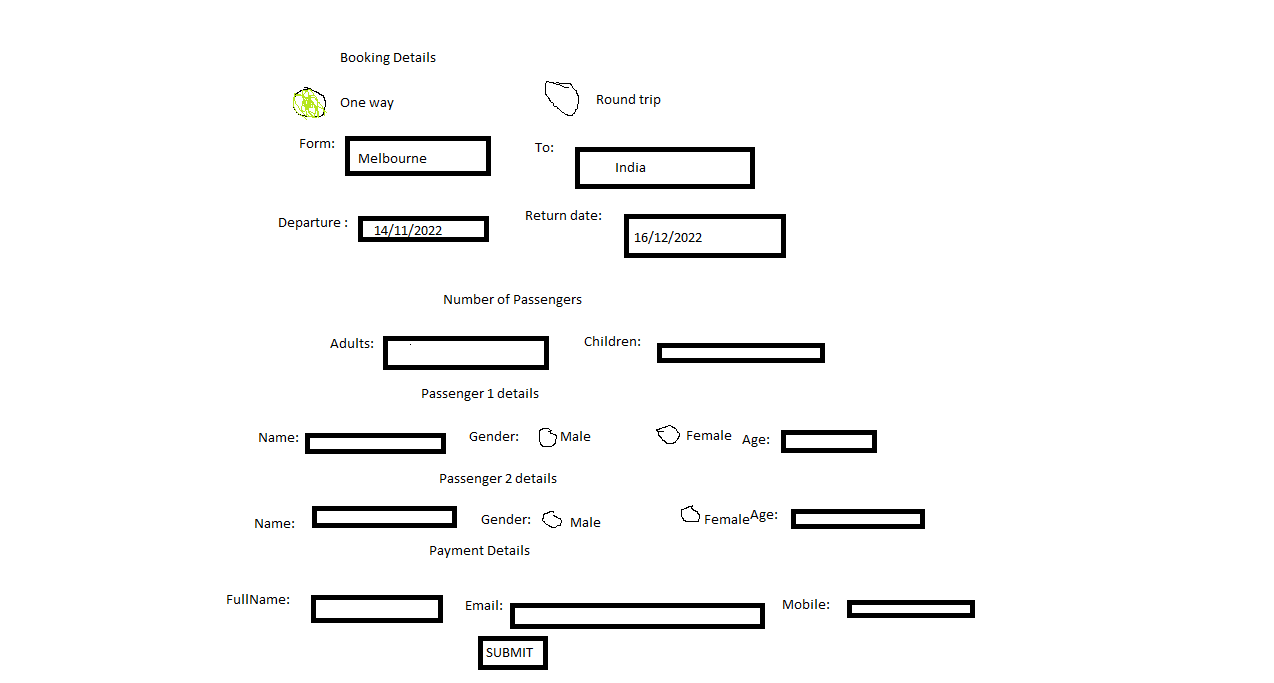 Booking Details
One way Round trip
Form: Melbourne To: India
Departure : 14/11/2022 Return date: 16/12/2022
Number of Passengers
Adults: Children:
Passenger 1 details
Name: Gender: Male Female Age:
Passenger 2 details
Name: Gender: Male Female Age:
Payment Details
FullName: Email: Mobile:
SUBMIT